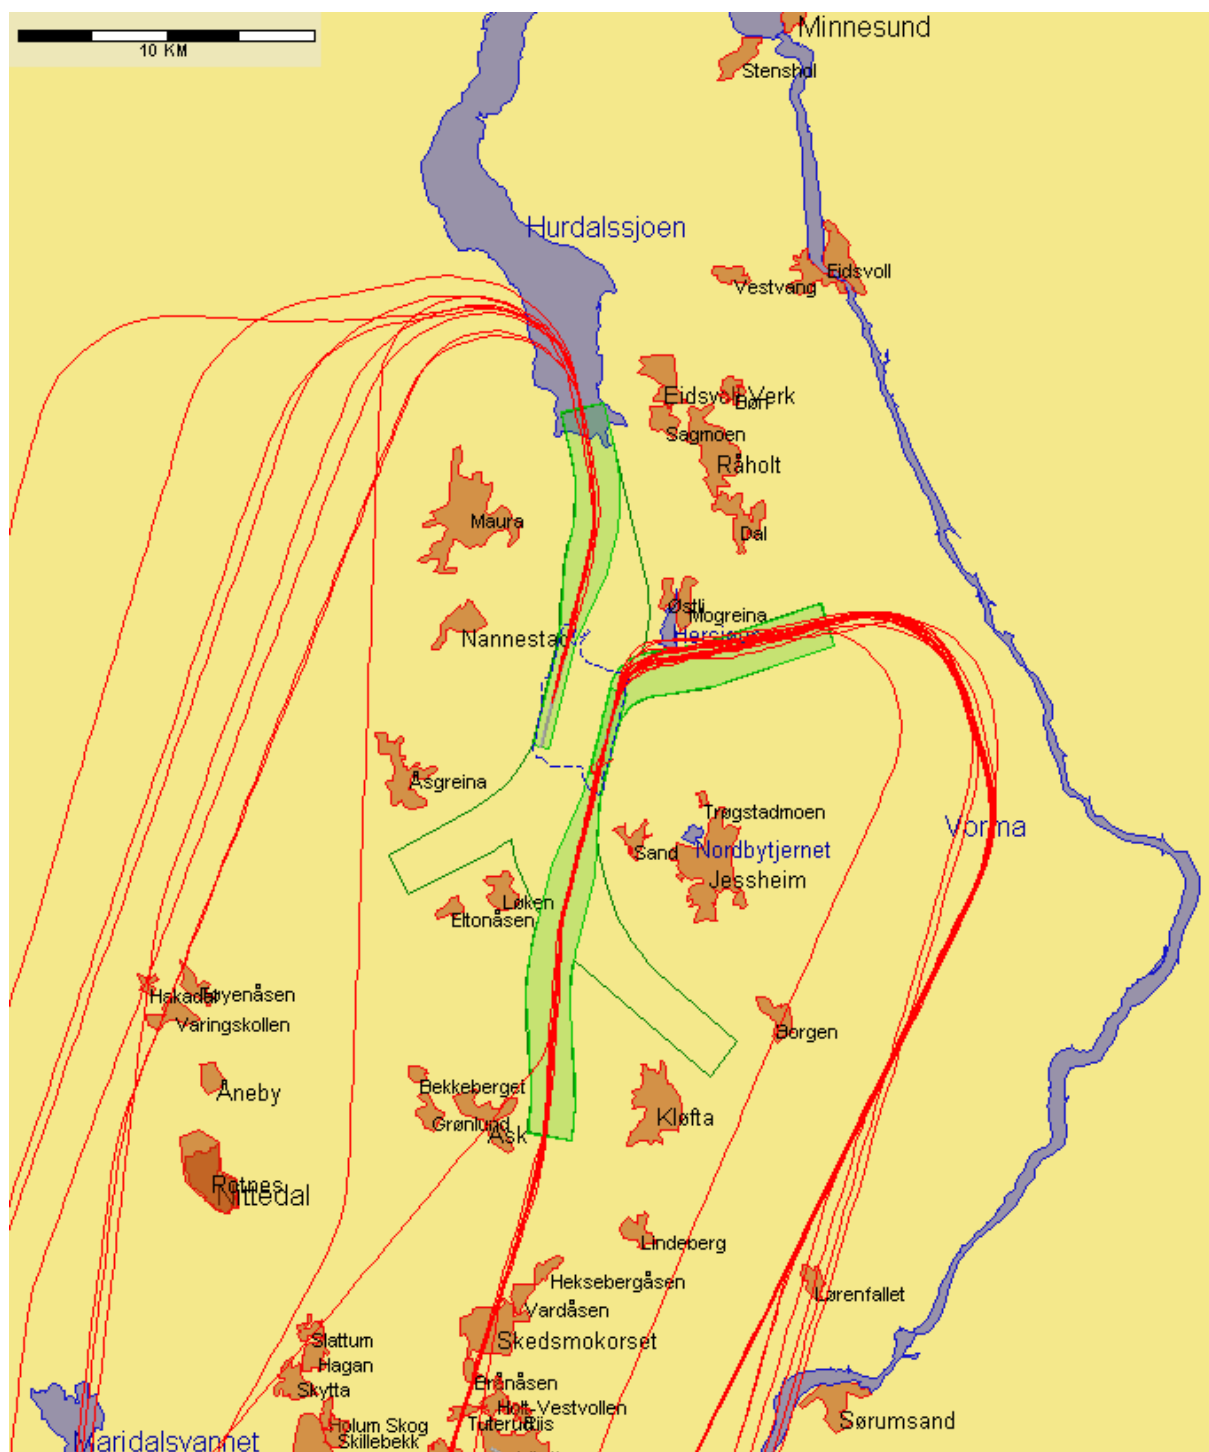 Minnesund
10 KM
Stensbøl
Hurdalssjoen
Eidsvoll
Vestvang
Eidsvoll Verk
Bøn
Sagmoen
Råholt
Maura
Dal
Østli
Mogreina
Nannestad
Åsgreina
Trøgstadmoen
Vorma
Sand
Nordbytjernet
Jessheim
Løken
Eltonåsen
Hakadal
Tøyenåsen
Varingskollen
Borgen
Åneby
Bekkeberget
Grønlund
Ask
Kløfta
Rotnes
Nittedal
Lindeberg
Heksebergåsen
Lørenfallet
Vardåsen
Slattum
Skedsmokorset
Hagan
Brånåsen
Skytta
Holt-Vestvollen
Holum Skog
Riis
Sørumsand
Maridalsvannet
Skillebekk